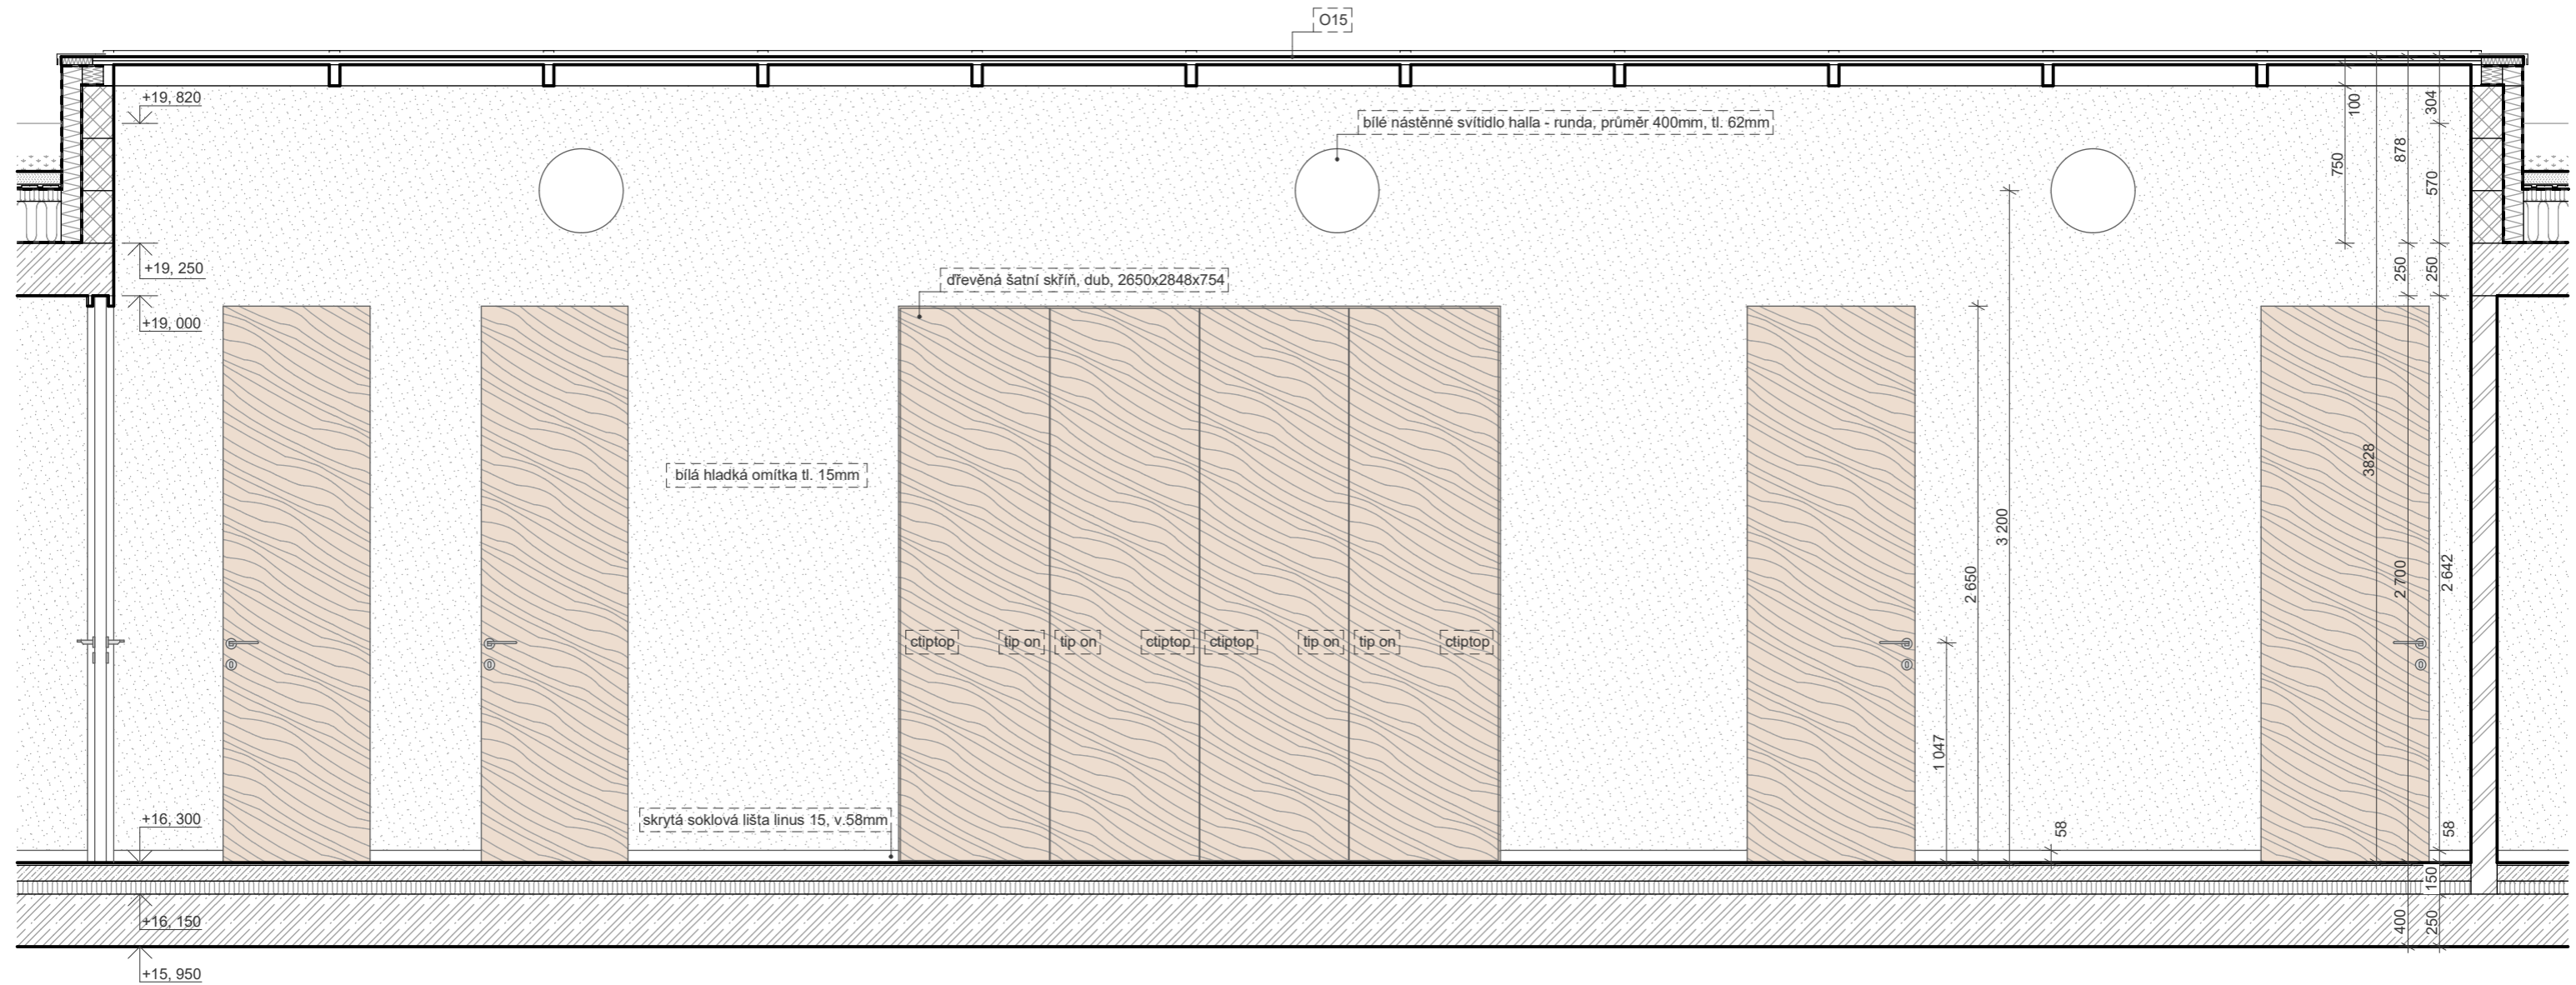 O15
+19, 820
bílé nástěnné svítidlo halla - runda, průměr 400mm, tl. 62mm
100
304
878
750
570
+19, 250
dřevěná šatní skříň, dub, 2650x2848x754
250
250
+19, 000
bílá hladká omítka tl. 15mm
3828
3 200
2 650
2 700
2 642
ctiptop
tip on
tip on
ctiptop
ctiptop
tip on
tip on
ctiptop
1 047
+16, 300
skrytá soklová lišta linus 15, v.58mm
58
58
150
+16, 150
400
250
+15, 950